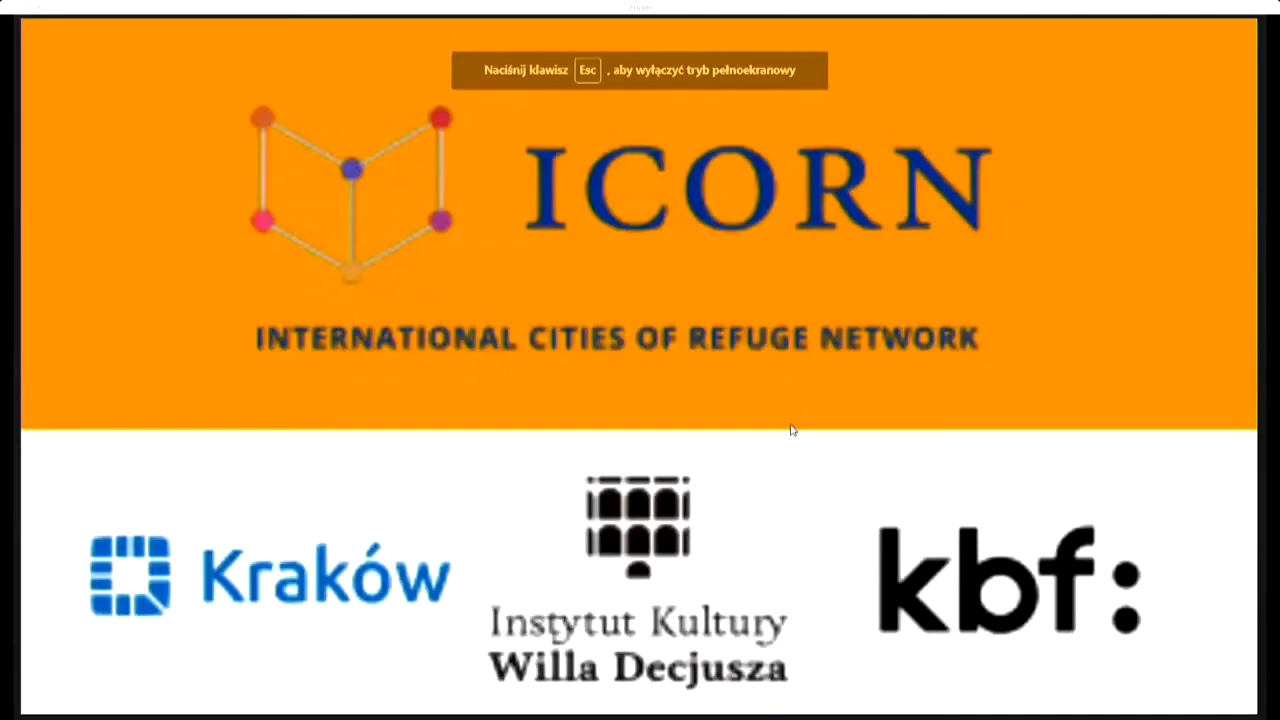 Zoom
Naciśnij klawisz Esc , aby wyłączyć tryb pełnoekranowy
ICORN
INTERNATIONAL CITIES OF REFUGE NETWORK
Kraków
Instytut Kultury
Willa Decjusza
kbf: